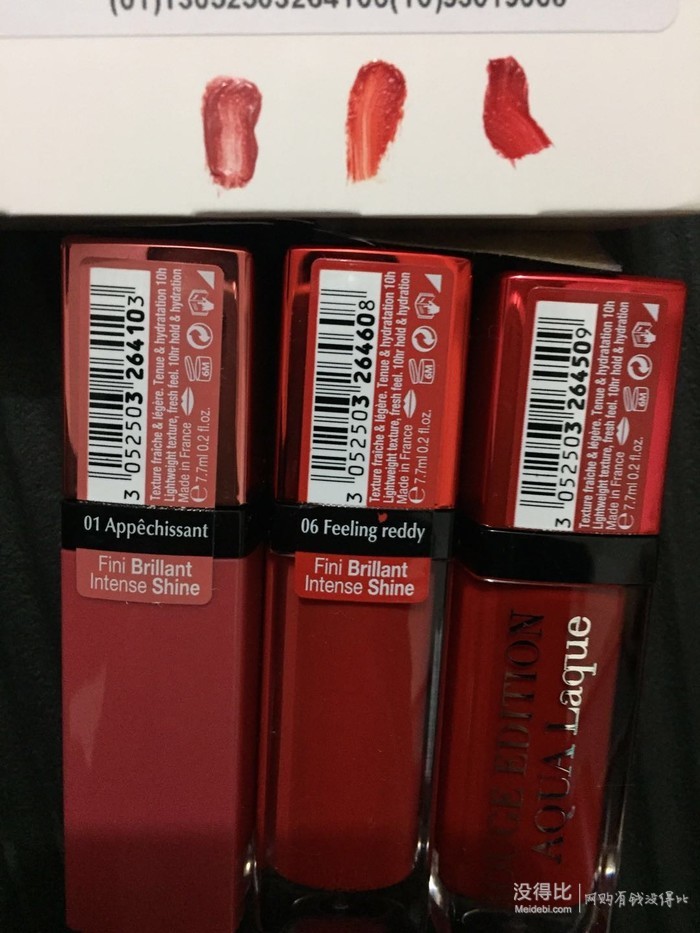 3 052503 264103
Texture fraîche & légère. Tenue & hydratation 10h
Lightweight texture, fresh feel. 10hr hold & hydration
Made in France
e 7.7ml 0.2 fl.oz.
6M
01 Appêchissant
Fini Brillant
Intense Shine
3 052503 264608
Texture fraîche & légère. Tenue & hydratation 10h
Lightweight texture, fresh feel. 10hr hold & hydration
Made in France
e 7.7ml 0.2 fl.oz.
6M
06 Feeling reddy
Fini Brillant
Intense Shine
3 052503 264509
Texture fraîche & légère. Tenue & hydratation 10h
Lightweight texture, fresh feel. 10hr hold & hydration
Made in France
e 7.7ml 0.2 fl.oz.
6M
EDITION
AQUA Laque
没得比 | 网购有钱没得比
Meidebi.com